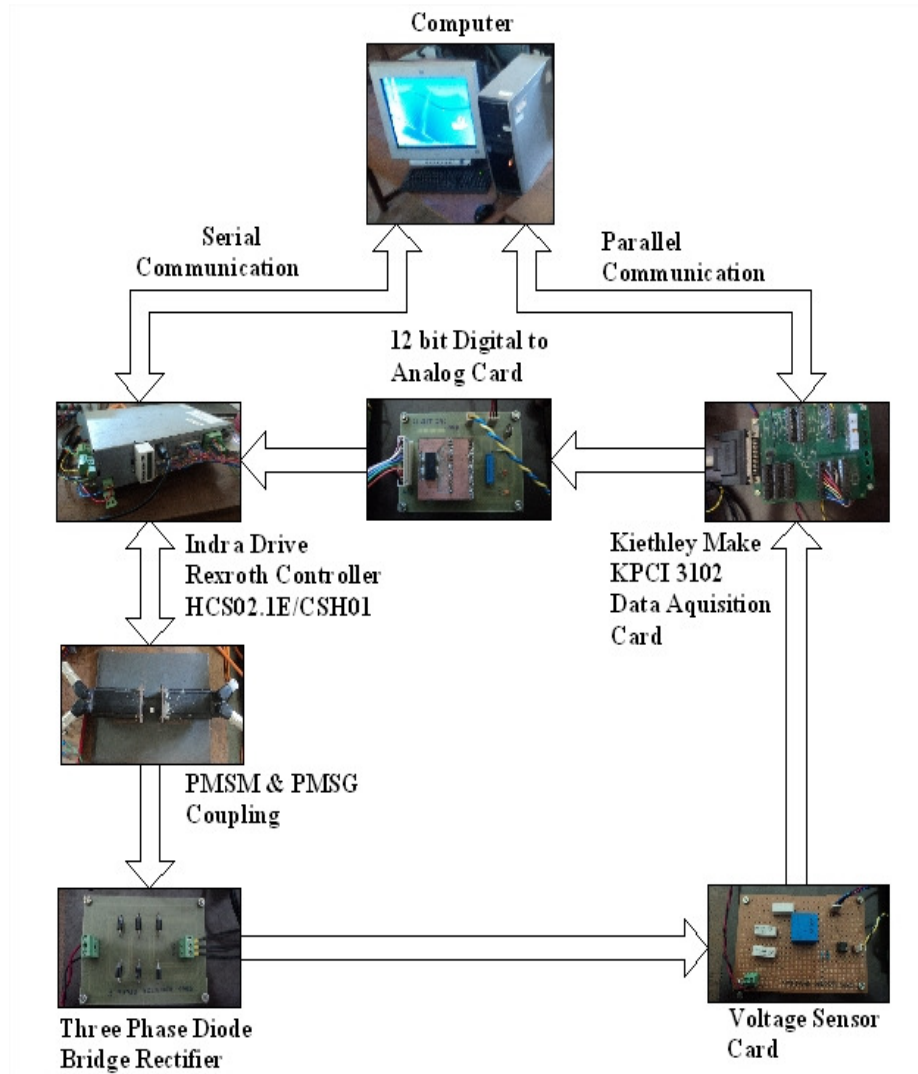 Computer
Serial
Communication
Parallel
Communication
12 bit Digital to
Analog Card
Indra Drive
Rexroth Controller
HCS02.1E/CSH01
Kiethley Make
KPCI 3102
Data Aquisition
Card
PMSM & PMSG
Coupling
Three Phase Diode
Bridge Rectifier
Voltage Sensor
Card